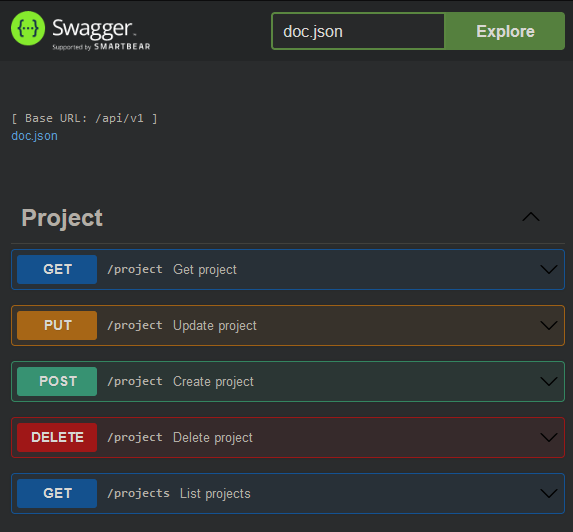 {···} Swagger™
Supported by SMARTBEAR
doc.json Explore
[ Base URL: /api/v1 ]
doc.json
Project
GET /project Get project
PUT /project Update project
POST /project Create project
DELETE /project Delete project
GET /projects List projects